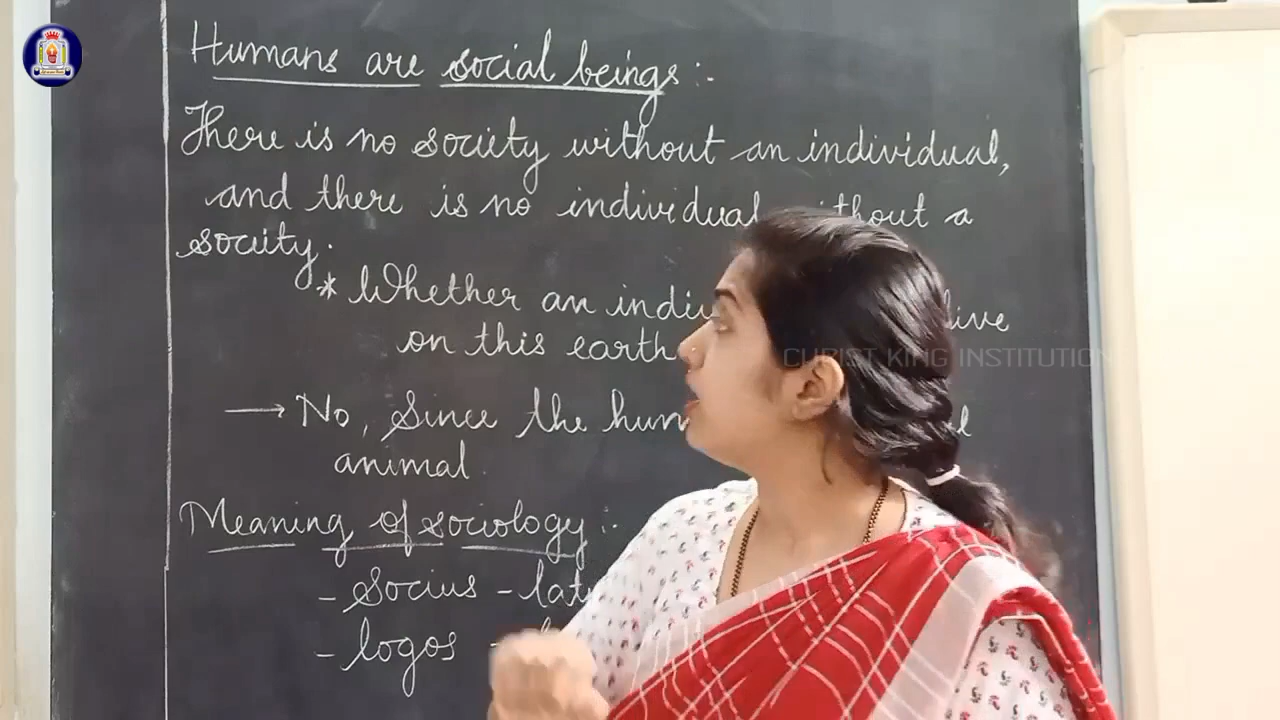 Humans are social beings :-
There is no society without an individual,
and there is no individual without a
society.
* Whether an indiv live
on this earth
→ No, Since the hum
animal
Meaning of sociology :-
- Socius - lat
- logos -
CHRIST KING INSTITUTION